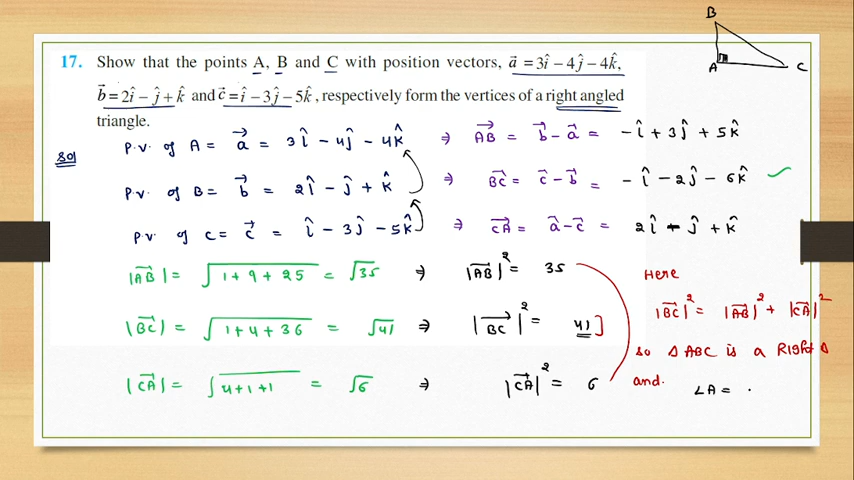 B
A
C
17. Show that the points A, B and C with position vectors, a⃗ = 3î − 4ĵ − 4k̂,
b⃗ = 2î − ĵ + k̂ and c⃗ = î − 3ĵ − 5k̂, respectively form the vertices of a right angled
triangle.
Sol
P.V. of A = a⃗ = 3î − 4ĵ − 4k̂ ⇒ AB⃗ = b⃗ − a⃗ = −î + 3ĵ + 5k̂
P.V. of B = b⃗ = 2î − ĵ + k̂ ⇒ BC⃗ = c⃗ − b⃗ = −î − 2ĵ − 6k̂ ✓
P.V of C = c⃗ = î − 3ĵ − 5k̂ ⇒ CA⃗ = a⃗ − c⃗ = 2î − ĵ + k̂
|AB⃗| = √1 + 9 + 25 = √35 ⇒ |AB⃗|² = 35
Here
|BC⃗| = √1 + 4 + 36 = √41 ⇒ |BC⃗|² = 41]
|BC⃗|² = |AB⃗|² + |CA⃗|²
so Δ ABC is a Right Δ
|CA⃗| = √4+1+1 = √6 ⇒ |CA⃗|² = 6
and.
∠A =